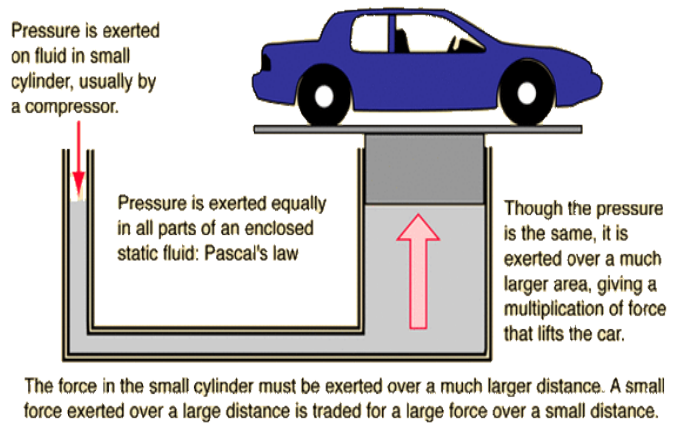 Pressure is exerted
on fluid in small
cylinder, usually by
a compressor.
Pressure is exerted equally
in all parts of an enclosed
static fluid: Pascal's law
Though the pressure
is the same, it is
exerted over a much
larger area, giving a
multiplication of force
that lifts the car.
The force in the small cylinder must be exerted over a much larger distance. A small
force exerted over a large distance is traded for a large force over a small distance.